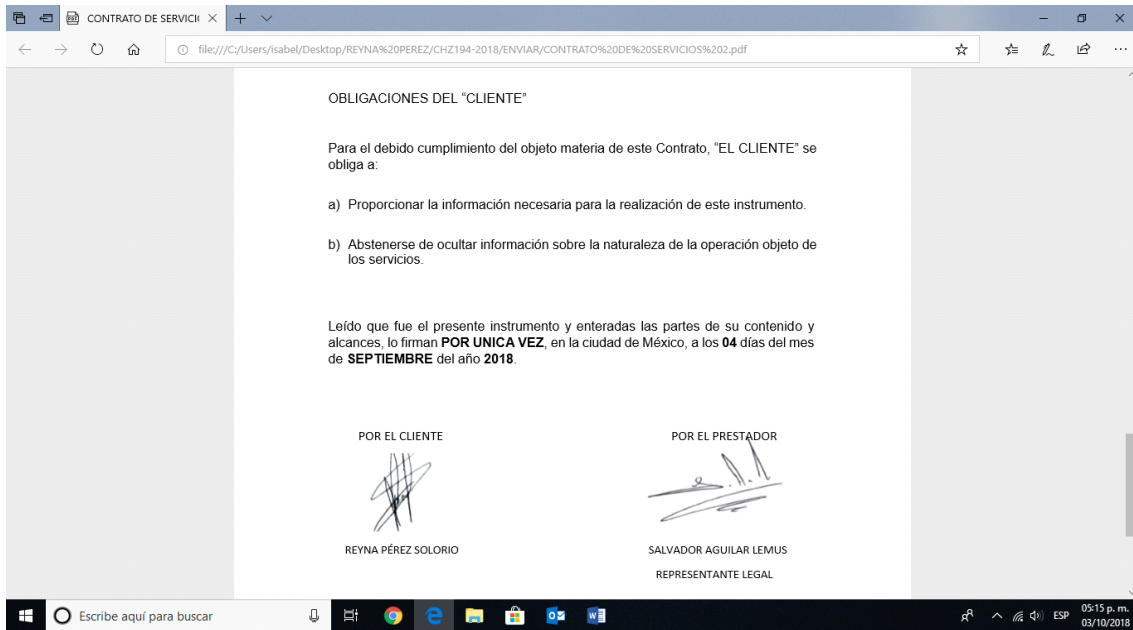 CONTRATO DE SERVICI
file:///C:/Users/isabel/Desktop/REYNA%20PEREZ/CHZ194-2018/ENVIAR/CONTRATO%20DE%20SERVICIOS%202.pdf
OBLIGACIONES DEL “CLIENTE”
Para el debido cumplimiento del objeto materia de este Contrato, “EL CLIENTE” se
obliga a:
a) Proporcionar la información necesaria para la realización de este instrumento.
b) Abstenerse de ocultar información sobre la naturaleza de la operación objeto de
los servicios.
Leído que fue el presente instrumento y enteradas las partes de su contenido y
alcances, lo firman POR UNICA VEZ, en la ciudad de México, a los 04 días del mes
de SEPTIEMBRE del año 2018.
POR EL CLIENTE
POR EL PRESTADOR
REYNA PÉREZ SOLORIO
SALVADOR AGUILAR LEMUS
REPRESENTANTE LEGAL
Escribe aquí para buscar
ESP
05:15 p. m.
03/10/2018